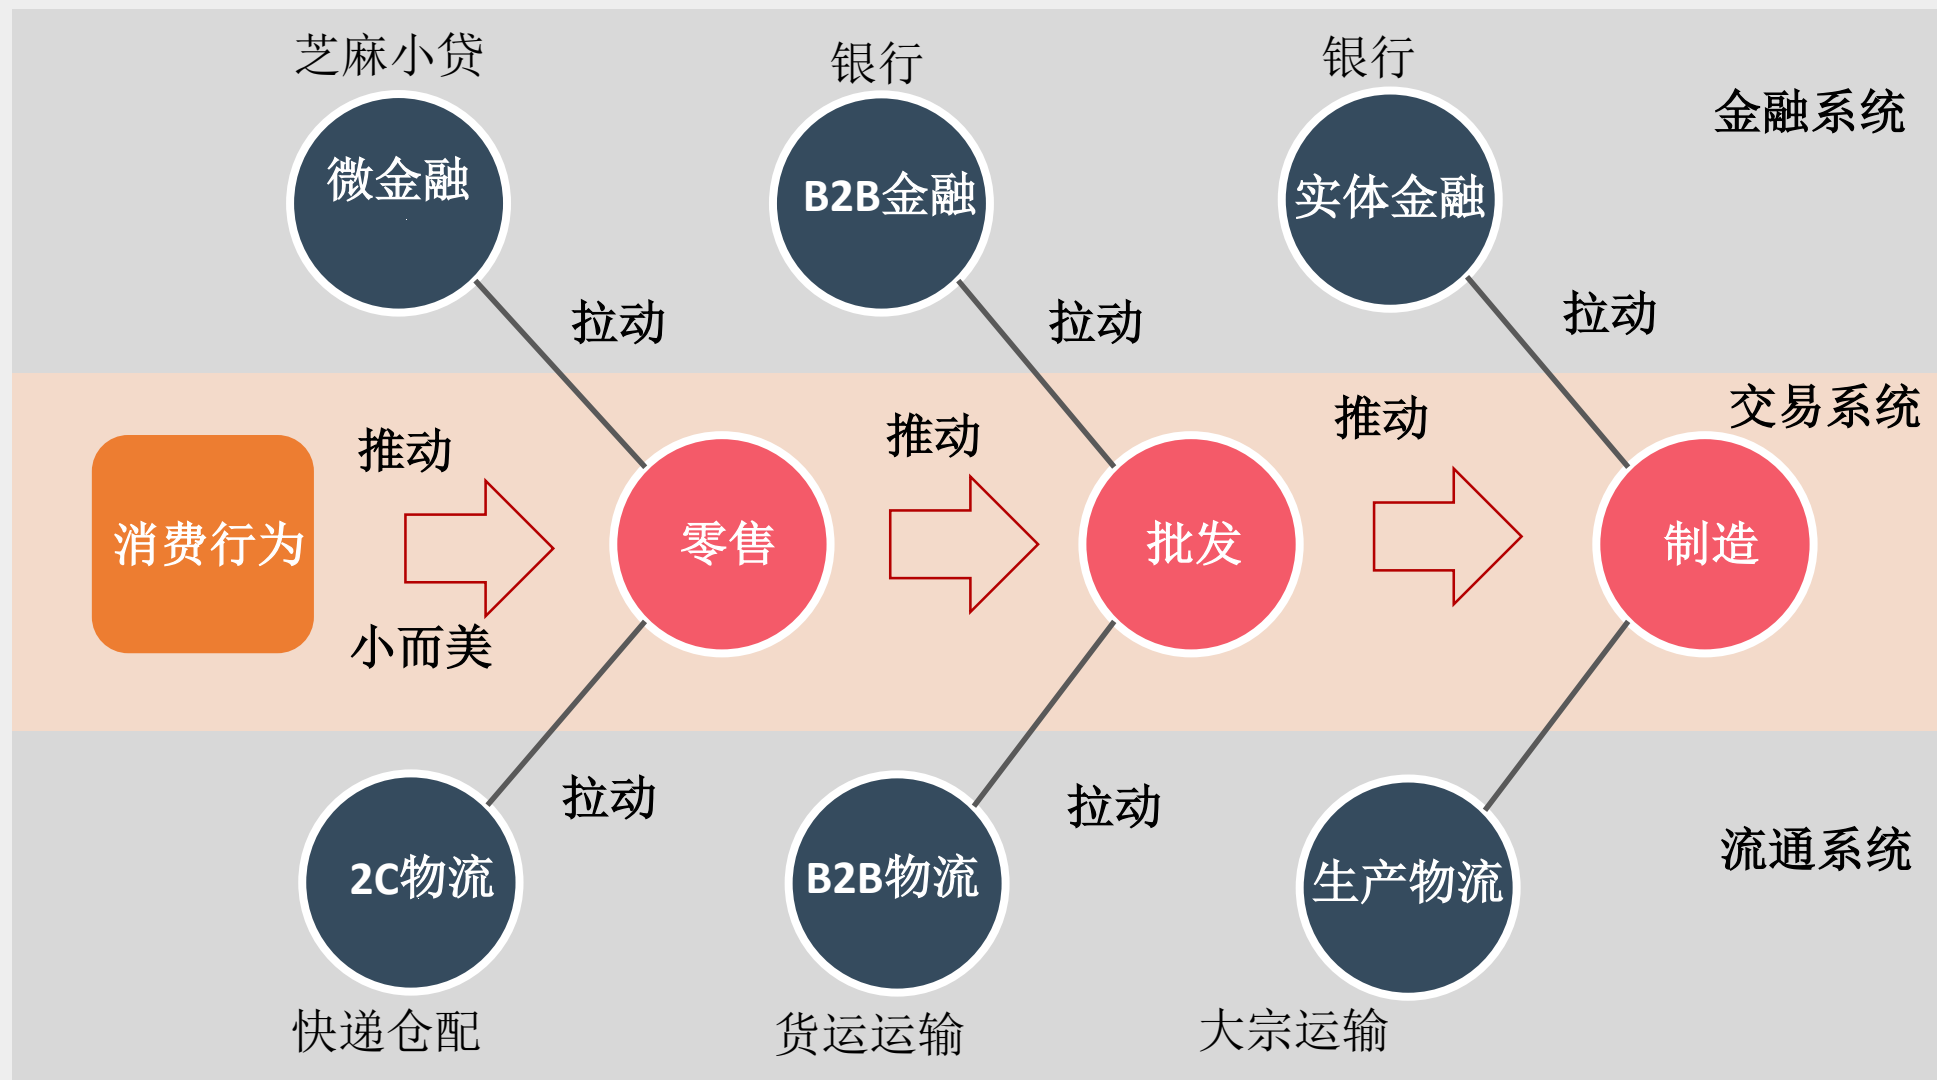 芝麻小贷
银行
银行
金融系统
微金融
B2B金融
实体金融
拉动
拉动
拉动
交易系统
推动
推动
推动
消费行为
零售
批发
制造
小而美
拉动
拉动
流通系统
2C物流
B2B物流
生产物流
快递仓配
货运运输
大宗运输